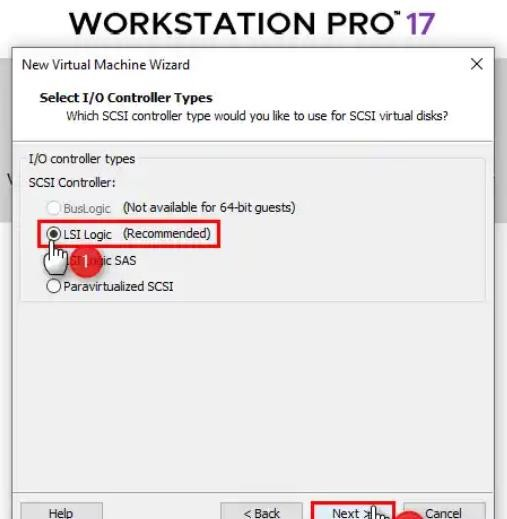 WORKSTATION PRO™ 17
New Virtual Machine Wizard
Select I/O Controller Types
Which SCSI controller type would you like to use for SCSI virtual disks?
I/O controller types
SCSI Controller:
BusLogic (Not available for 64-bit guests)
LSI Logic (Recommended)
1
SAS
Paravirtualized SCSI
Help
< Back
Next >
Cancel